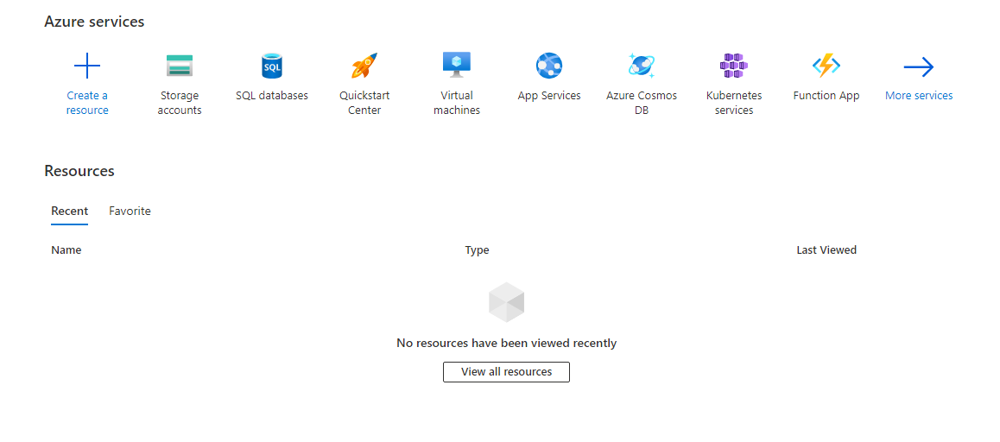 Azure services
SQL
Create a
resource
Storage
accounts
SQL databases
Quickstart
Center
Virtual
machines
App Services
Azure Cosmos
DB
Kubernetes
services
Function App
More services
Resources
Recent
Favorite
Name
Type
Last Viewed
No resources have been viewed recently
View all resources